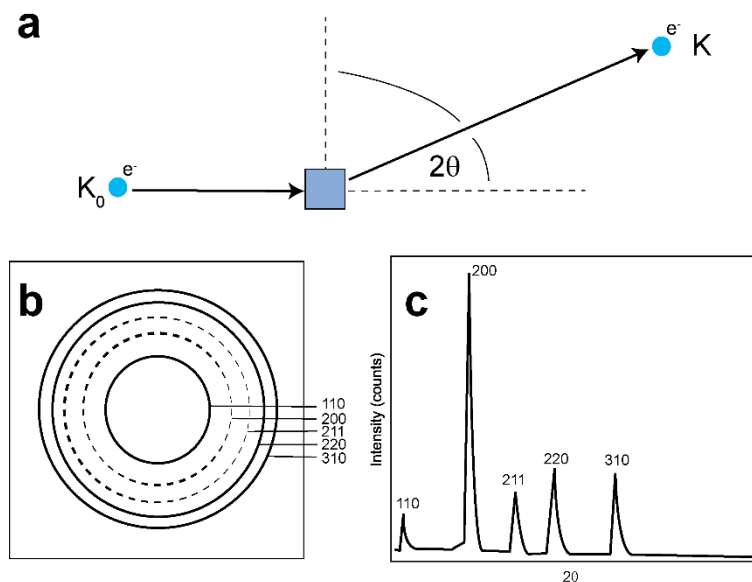 a
e-
K
2θ
e-
K0
b
110
200
211
220
310
c
200
110
211
220
310
Intensity (counts)
2θ